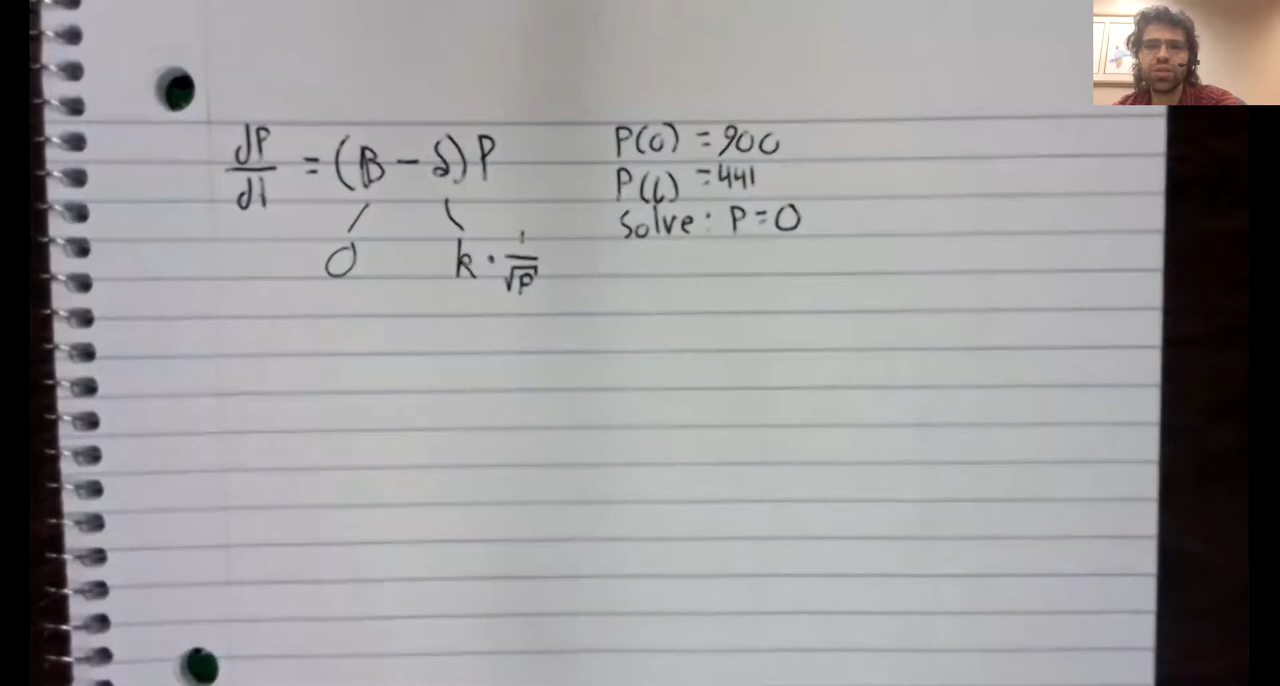 dP/dt = (B - δ)P
0 k · 1/√P
P(0) = 900
P(6) = 441
Solve: P = 0